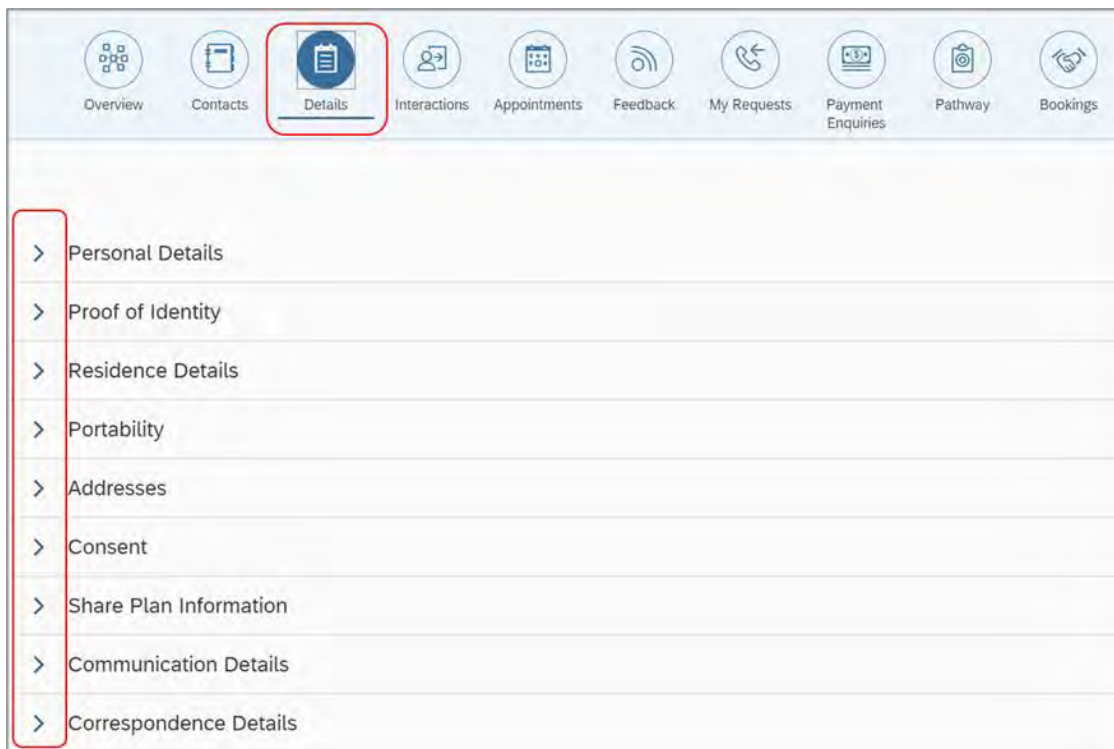 Overview
Contacts
Details
Interactions
Appointments
Feedback
My Requests
Payment
Enquiries
Pathway
Bookings
Personal Details
Proof of Identity
Residence Details
Portability
Addresses
Consent
Share Plan Information
Communication Details
Correspondence Details